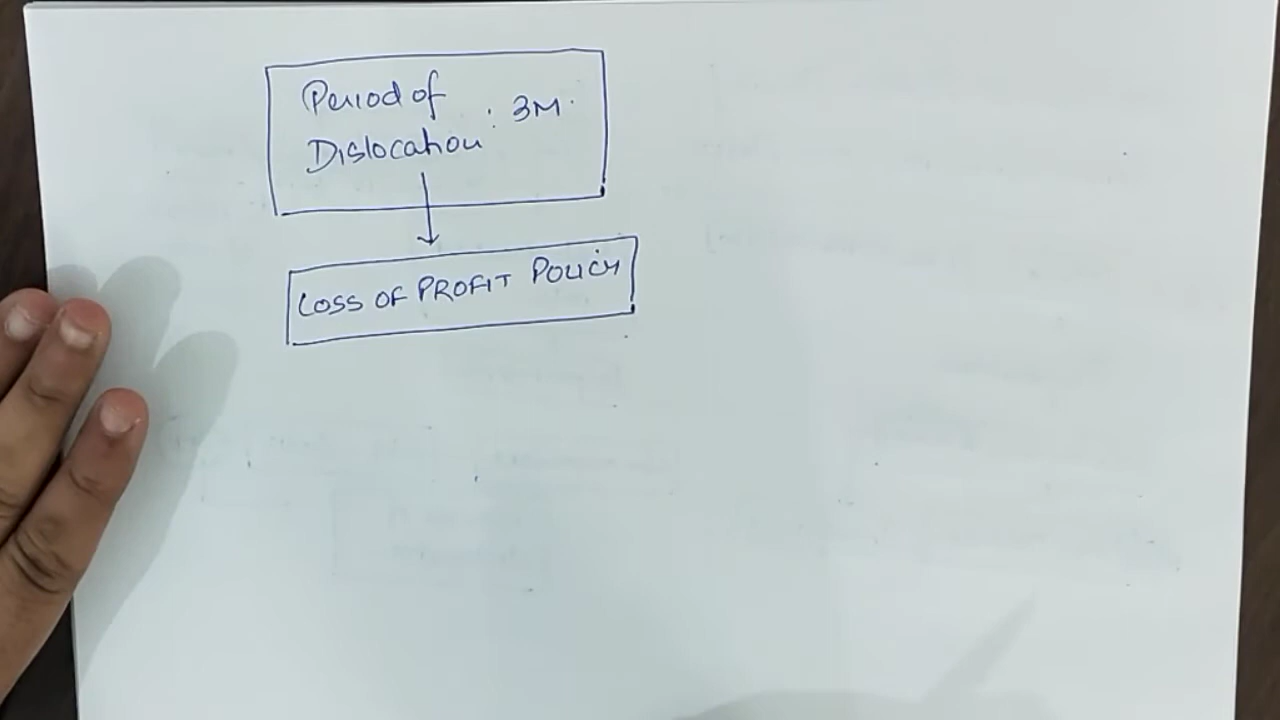 Period of
Dislocation : 3M.
LOSS OF PROFIT POLICY